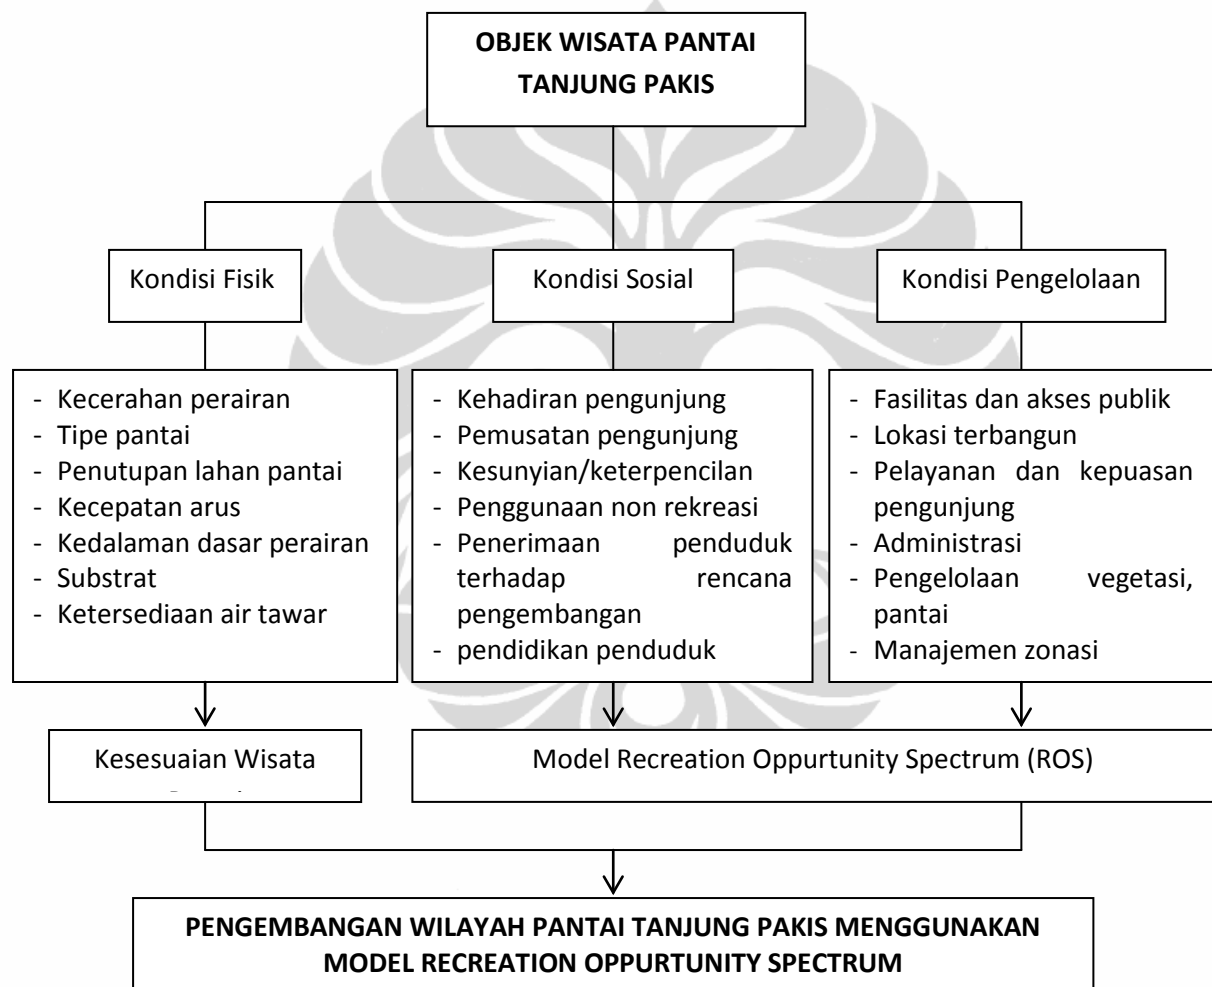 OBJEK WISATA PANTAI
TANJUNG PAKIS
Kondisi Fisik
Kondisi Sosial
Kondisi Pengelolaan
- Kecerahan perairan
- Tipe pantai
- Penutupan lahan pantai
- Kecepatan arus
- Kedalaman dasar perairan
- Substrat
- Ketersediaan air tawar
- Kehadiran pengunjung
- Pemusatan pengunjung
- Kesunyian/keterpencilan
- Penggunaan non rekreasi
- Penerimaan penduduk
terhadap rencana
pengembangan
- pendidikan penduduk
- Fasilitas dan akses publik
- Lokasi terbangun
- Pelayanan dan kepuasan
pengunjung
- Administrasi
- Pengelolaan vegetasi,
pantai
- Manajemen zonasi
Kesesuaian Wisata
Model Recreation Oppurtunity Spectrum (ROS)
PENGEMBANGAN WILAYAH PANTAI TANJUNG PAKIS MENGGUNAKAN
MODEL RECREATION OPPURTUNITY SPECTRUM